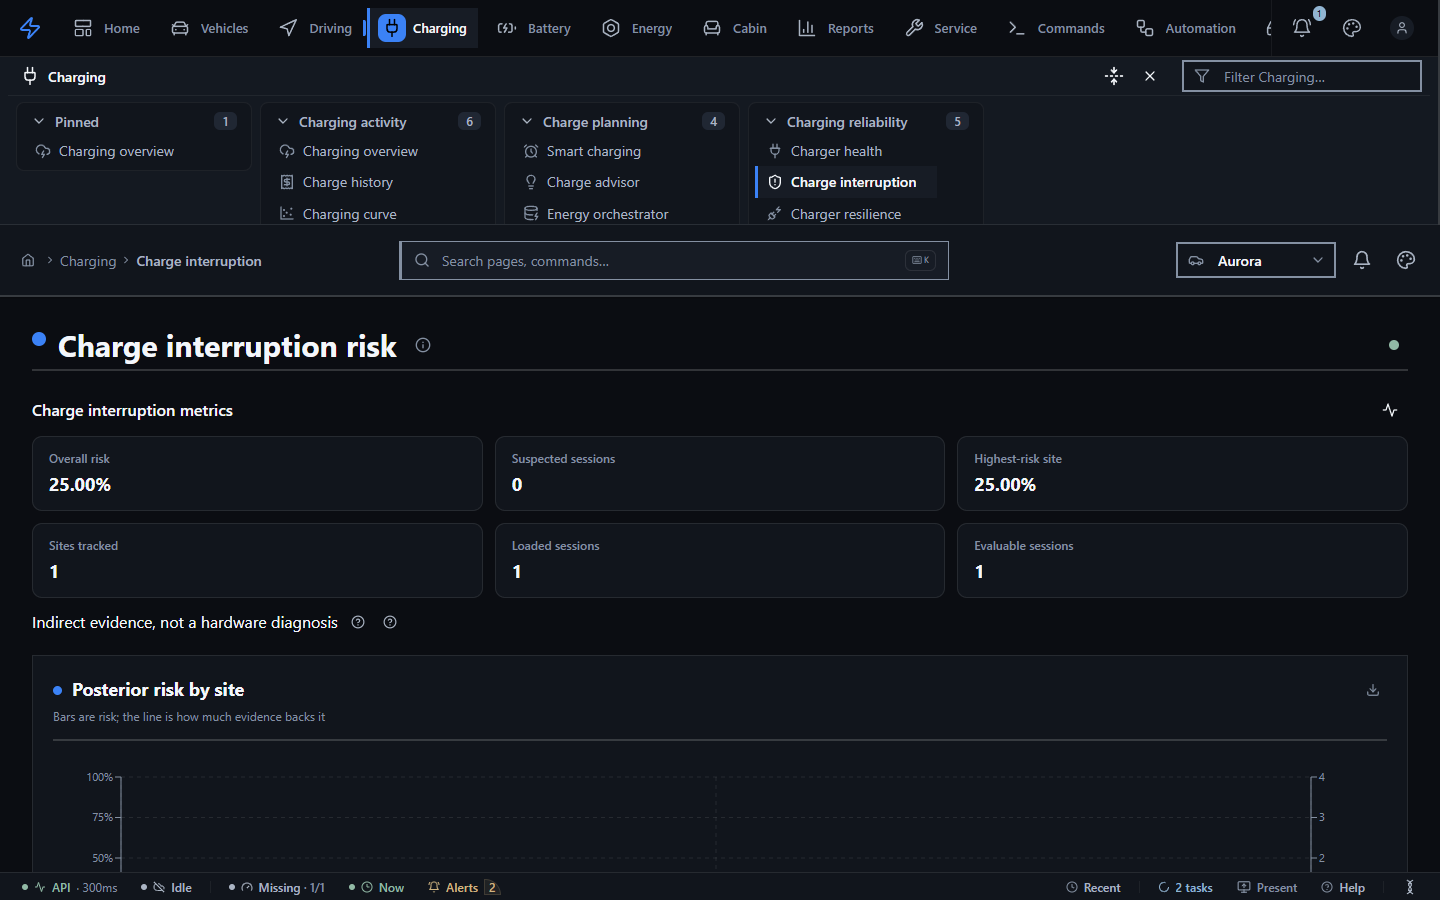 Home Vehicles Driving Charging Battery Energy Cabin Reports Service Commands Automation 1
Charging Filter Charging...
Pinned 1
Charging overview
Charging activity 6
Charging overview
Charge history
Charging curve
Charge planning 4
Smart charging
Charge advisor
Energy orchestrator
Charging reliability 5
Charger health
Charge interruption
Charger resilience
Charging Charge interruption Search pages, commands... K Aurora
Charge interruption risk
Charge interruption metrics
Overall risk
25.00%
Suspected sessions
0
Highest-risk site
25.00%
Sites tracked
1
Loaded sessions
1
Evaluable sessions
1
Indirect evidence, not a hardware diagnosis
Posterior risk by site
Bars are risk; the line is how much evidence backs it
100% 4
75% 3
50% 2
API · 300ms Idle Missing · 1/1 Now Alerts 2 Recent 2 tasks Present Help